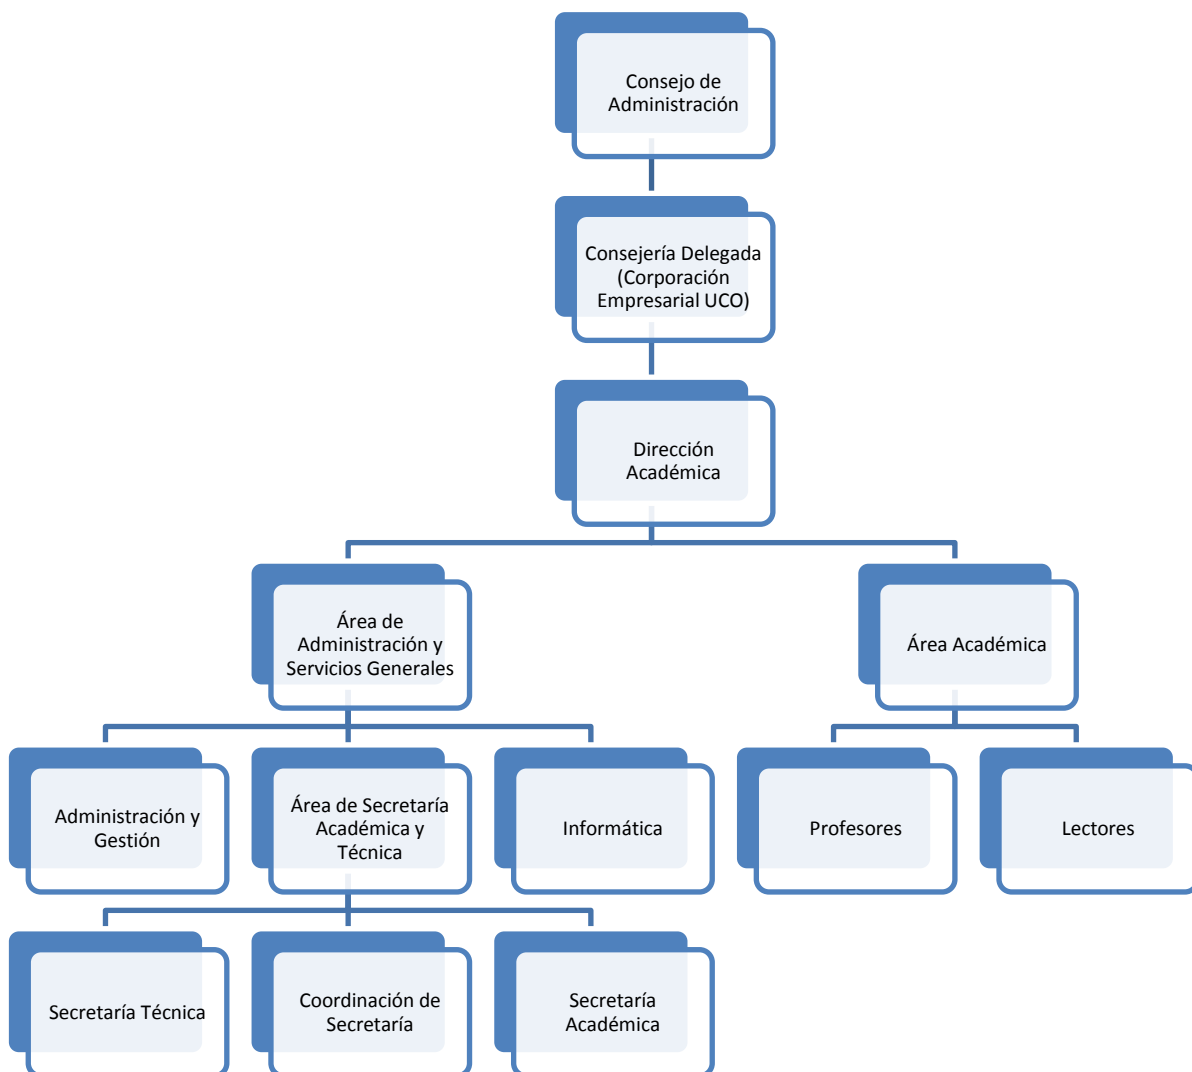 Consejo de
Administración
Consejería Delegada
(Corporación
Empresarial UCO)
Dirección
Académica
Área de
Administración y
Servicios Generales
Área Académica
Administración y
Gestión
Área de Secretaría
Académica y
Técnica
Informática
Profesores
Lectores
Secretaría Técnica
Coordinación de
Secretaría
Secretaría
Académica